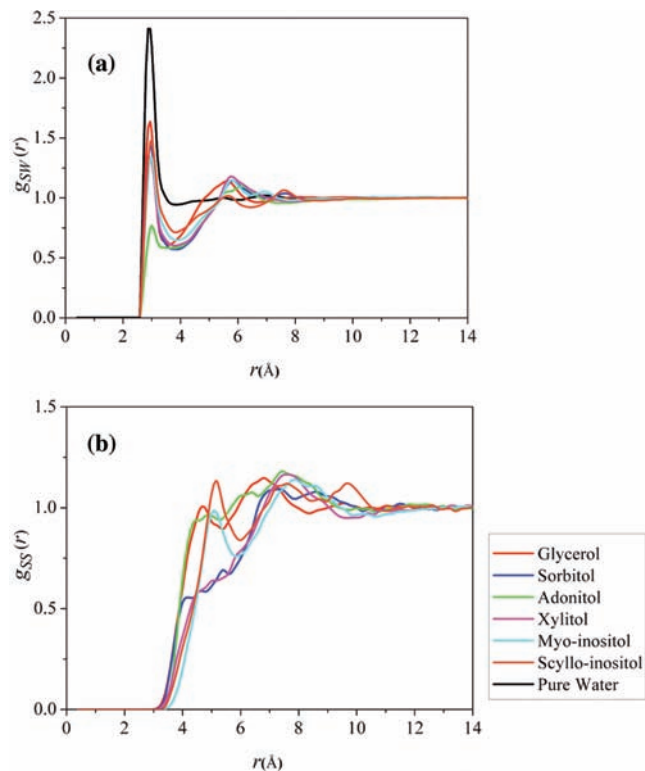 (a)
2.5
2.0
1.5
1.0
0.5
0.0
gSW(r)
0 2 4 6 8 10 12 14
r(Å)
(b)
1.5
1.0
0.5
0.0
gSS(r)
0 2 4 6 8 10 12 14
r(Å)
Glycerol
Sorbitol
Adonitol
Xylitol
Myo-inositol
Scyllo-inositol
Pure Water